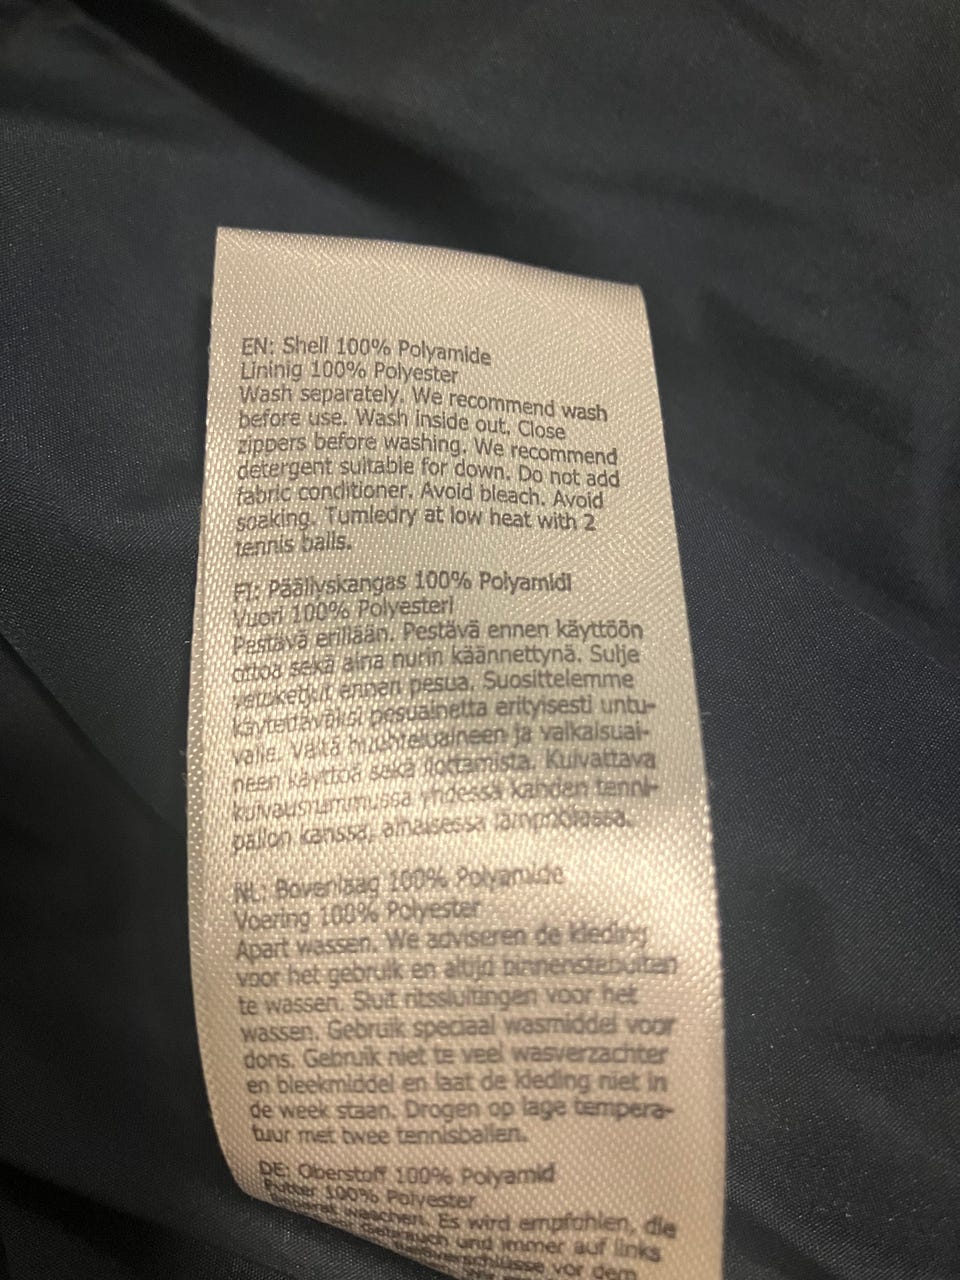 EN: Shell 100% Polyamide
Lininig 100% Polyester
Wash separately. We recommend wash
before use. Wash inside out. Close
zippers before washing. We recommend
detergent suitable for down. Do not add
fabric conditioner. Avoid bleach. Avoid
soaking. Tumledry at low heat with 2
tennis balls.
FI: Päällyskangas 100% Polyamidi
Vuori 100% Polyesteri
Pestävä erillään. Pestävä ennen käyttöön
ottoa sekä aina nurin käännettynä. Sulje
vetoketjut ennen pesua. Suosittelemme
käytettäväksi pesuainetta erityisesti untu-
valle. Vältä huuhteluaineen ja valkaisuai-
neen käyttöä sekä liottamista. Kuivattava
kuivausrummussa yhdessä kahden tenni-
pallon kanssa, alhaisessa lämpötilassa.
NL: Bovenlaag 100% Polyamide
Voering 100% Polyester
Apart wassen. We adviseren de kleding
voor het gebruik en altijd binnenstebuiten
te wassen. Sluit ritssluitingen voor het
wassen. Gebruik speciaal wasmiddel voor
dons. Gebruik niet te veel wasverzachter
en bleekmiddel en laat de kleding niet in
de week staan. Drogen op lage tempera-
tuur met twee tennisballen.
DE: Oberstoff 100% Polyamid
Futter 100% Polyester
waschen. Es wird empfohlen, die
Gebrauch und immer auf links
vor dem